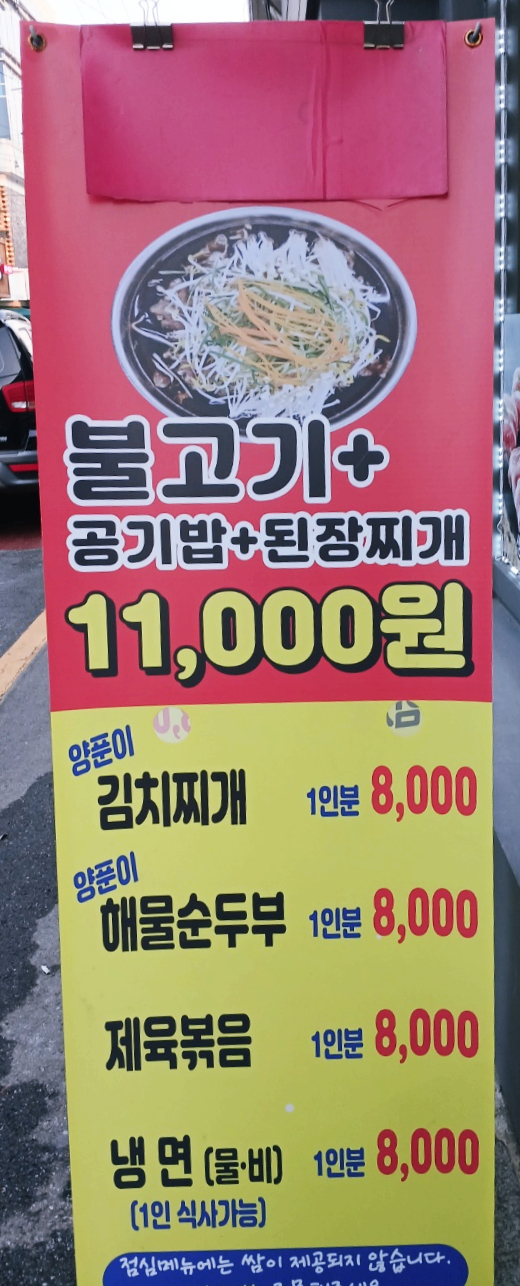 불고기+
공기밥+된장찌개
11,000원
양푼이
김치찌개 1인분 8,000
양푼이
해물순두부 1인분 8,000
제육볶음 1인분 8,000
냉면 (물·비) 1인분 8,000
(1인 식사가능)
점심메뉴에는 쌈이 제공되지 않습니다.